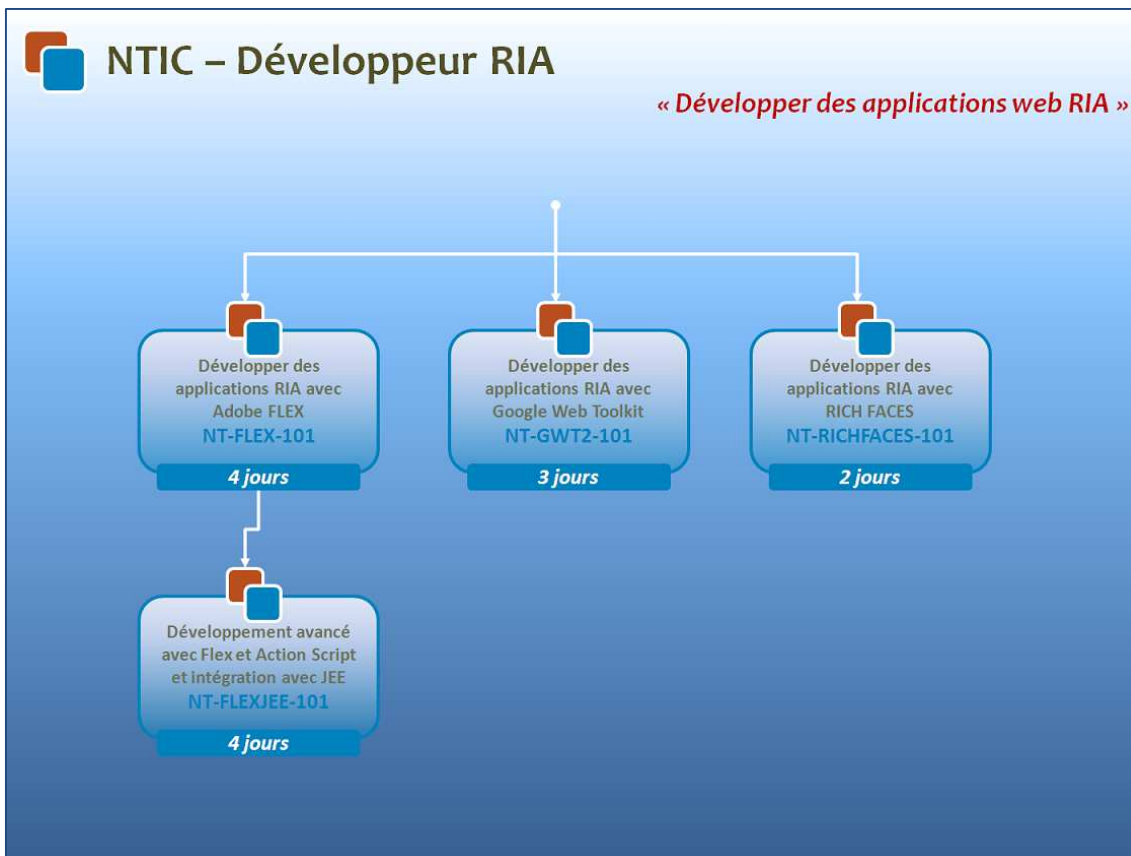 NTIC – Développeur RIA
« Développer des applications web RIA »
Développer des
applications RIA avec
Adobe FLEX
NT-FLEX-101
4 jours
Développer des
applications RIA avec
Google Web Toolkit
NT-GWT2-101
3 jours
Développer des
applications RIA avec
RICH FACES
NT-RICHFACES-101
2 jours
Développement avancé
avec Flex et Action Script
et intégration avec JEE
NT-FLEXJEE-101
4 jours